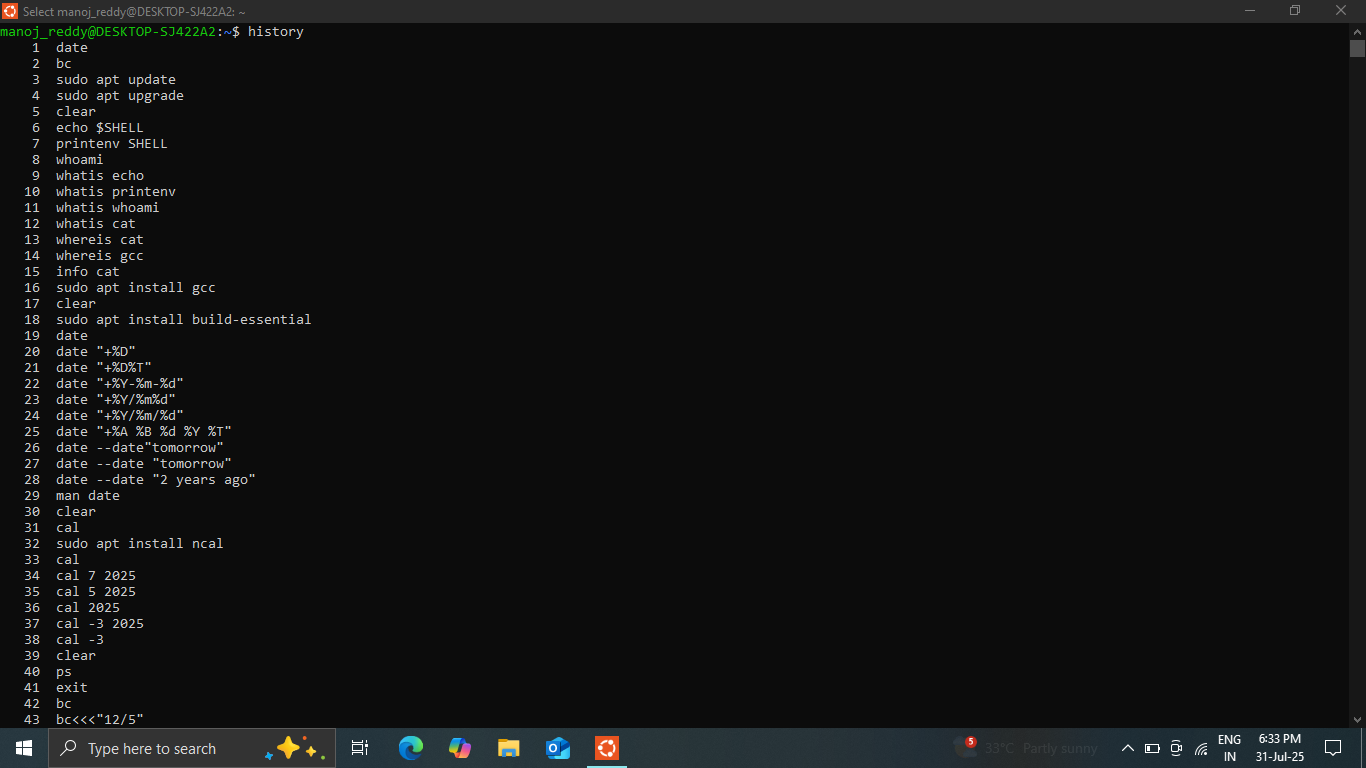 Select manoj_reddy@DESKTOP-SJ422A2: ~
manoj_reddy@DESKTOP-SJ422A2:~$ history
1 date
2 bc
3 sudo apt update
4 sudo apt upgrade
5 clear
6 echo $SHELL
7 printenv SHELL
8 whoami
9 whatis echo
10 whatis printenv
11 whatis whoami
12 whatis cat
13 whereis cat
14 whereis gcc
15 info cat
16 sudo apt install gcc
17 clear
18 sudo apt install build-essential
19 date
20 date "+%D"
21 date "+%D%T"
22 date "+%Y-%m-%d"
23 date "+%Y/%m%d"
24 date "+%Y/%m/%d"
25 date "+%A %B %d %Y %T"
26 date --date"tomorrow"
27 date --date "tomorrow"
28 date --date "2 years ago"
29 man date
30 clear
31 cal
32 sudo apt install ncal
33 cal
34 cal 7 2025
35 cal 5 2025
36 cal 2025
37 cal -3 2025
38 cal -3
39 clear
40 ps
41 exit
42 bc
43 bc<<<"12/5"
Type here to search
5
33°C Partly sunny
ENG
IN
6:33 PM
31-Jul-25